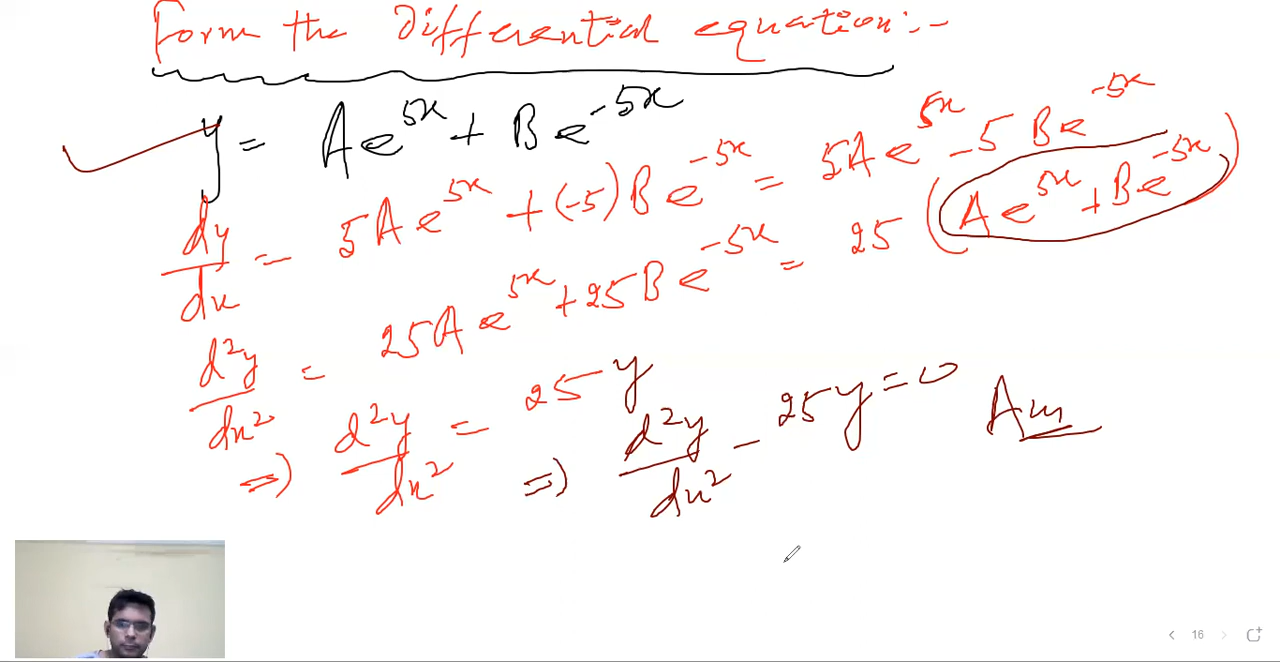 Form the differential equation:-
y = Ae^{5x} + Be^{-5x}
dy/dx = 5Ae^{5x} + (-5)Be^{-5x} = 5Ae^{5x} - 5Be^{-5x}
d²y/dx² = 25Ae^{5x} + 25Be^{-5x} = 25(Ae^{5x} + Be^{-5x})
=> d²y/dx² = 25y => d²y/dx² - 25y = 0 Ans
< 16 >